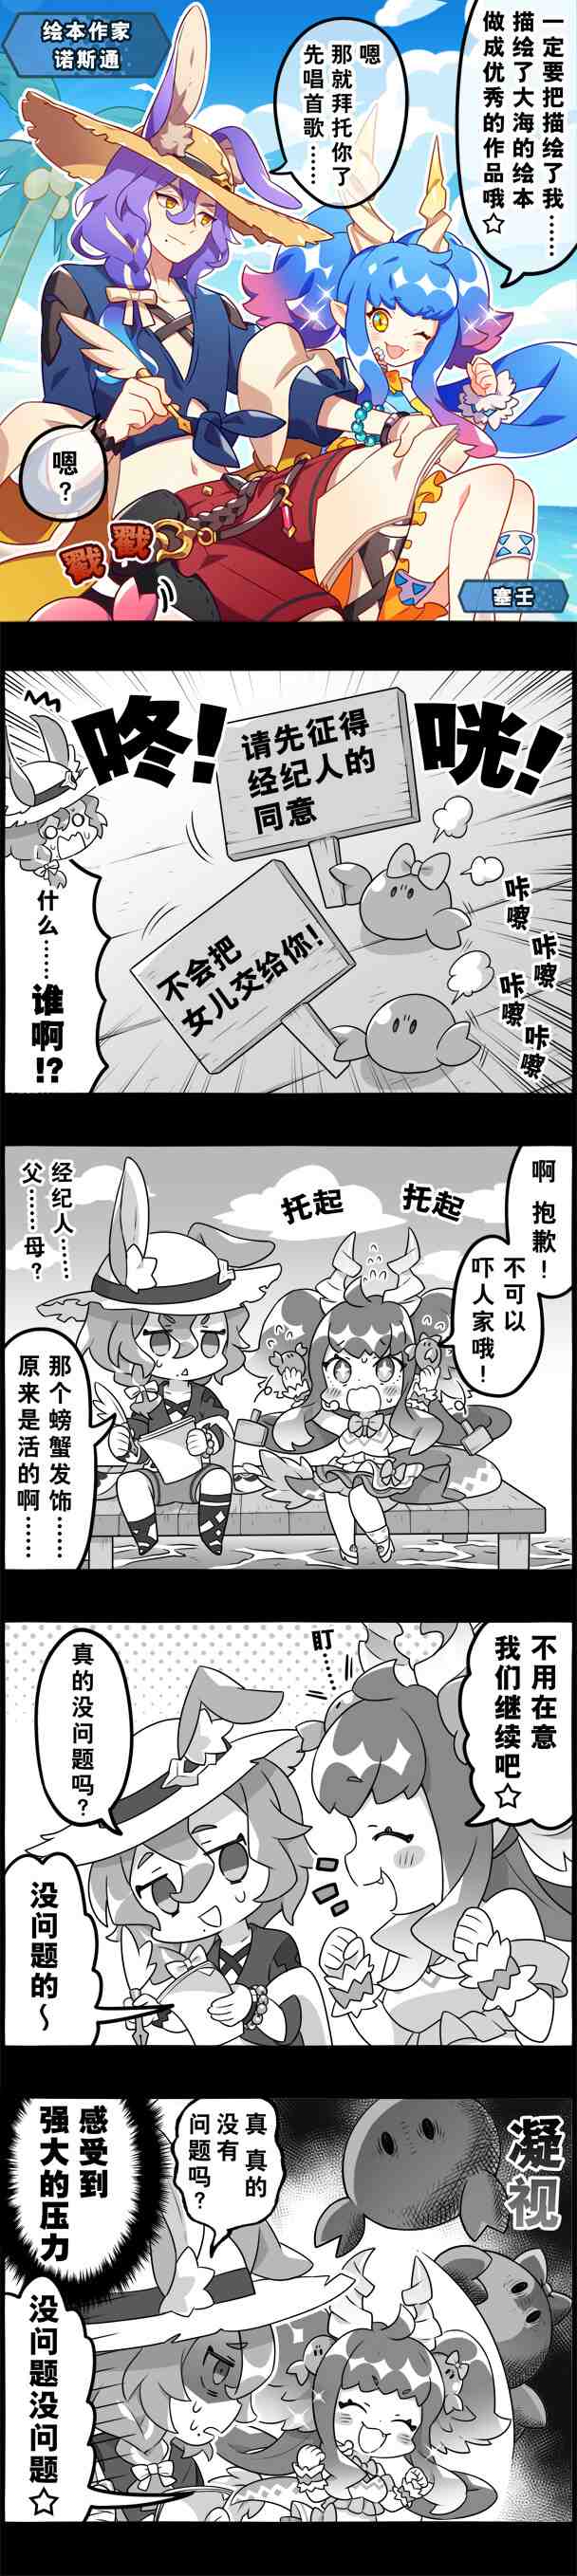 绘本作家
诺斯通
一定要把描绘了我……
描绘了大海的绘本
做成优秀的作品哦☆
嗯
那就拜托你了
先唱首歌……
嗯？
戳戳
塞壬
咚！
咣！
请先征得
经纪人的
同意
不会把
女儿交给你！
咔嚓
咔嚓
咔嚓
咔嚓
什么……
谁啊！？
啊 抱歉！
不可以
吓人家哦！
托起
托起
经纪人……
父……母？
那个螃蟹发饰……
原来是活的啊……
不用在意
我们继续吧☆
盯……
真的没问题吗？
没问题的～
凝视
真 真的
没有
问题吗？
感受到
强大的压力
没问题没问题☆